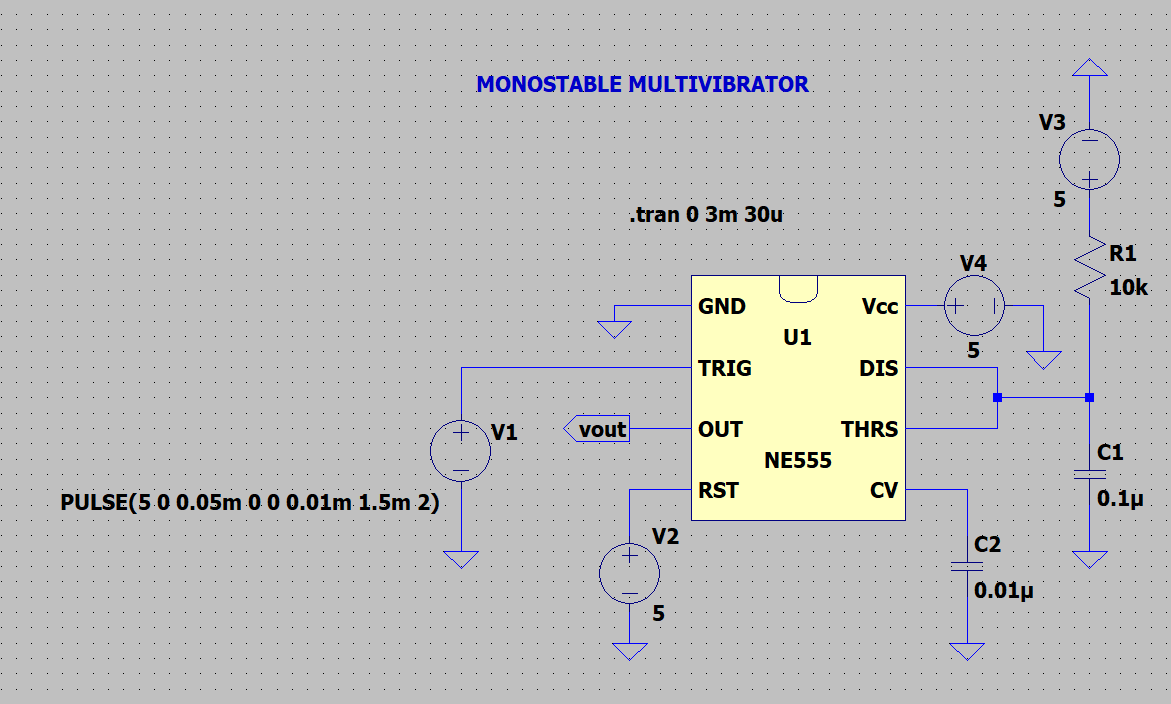 MONOSTABLE MULTIVIBRATOR
V3
5
.tran 0 3m 30u
R1
10k
V4
5
GND
Vcc
U1
TRIG
DIS
vout
OUT
THRS
NE555
RST
CV
V1
PULSE(5 0 0.05m 0 0 0.01m 1.5m 2)
C1
0.1µ
V2
5
C2
0.01µ